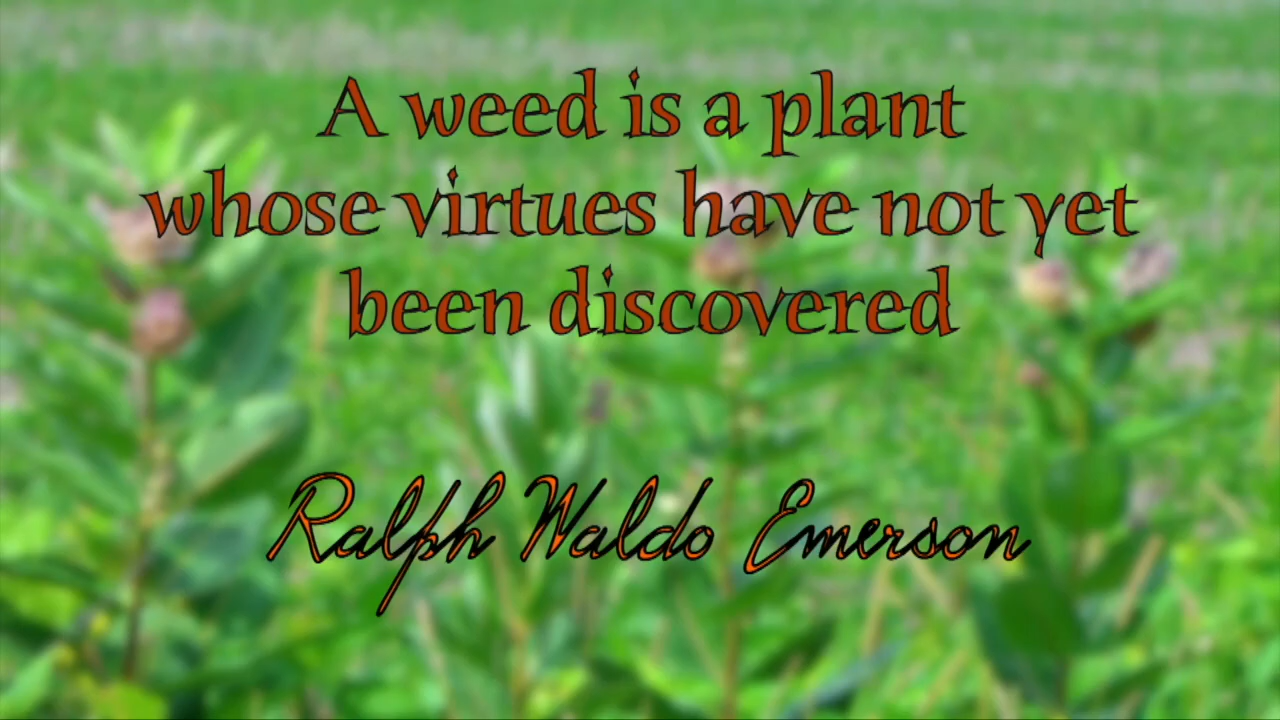 A weed is a plant
whose virtues have not yet
been discovered
Ralph Waldo Emerson